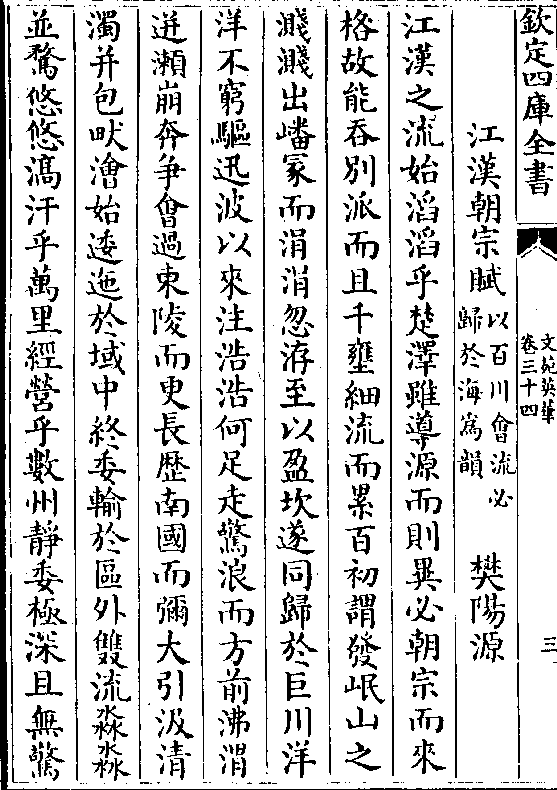 欽定四庫全書
文苑英華
卷三十四
三
江漢朝宗賦
以百川會流必
歸於海爲韻
樊陽源
江漢之流始滔滔乎楚澤雖導源而則異必朝宗而來
格故能吞別派而且千壅細流而累百初謂發岷山之
濺濺出嶓冢而涓涓忽洊至以盈坎遂同歸於巨川洋
洋不窮驅迅波以來注浩浩何足走驚浪而方前沸渭
迸瀨崩奔爭會過東陵而更長歴南國而彌大引汲清
濁并包畎澮始逶迤於域中終委輸於區外雙流淼淼
並騖悠悠滈汗乎萬里經營乎數州靜委極深且無驚